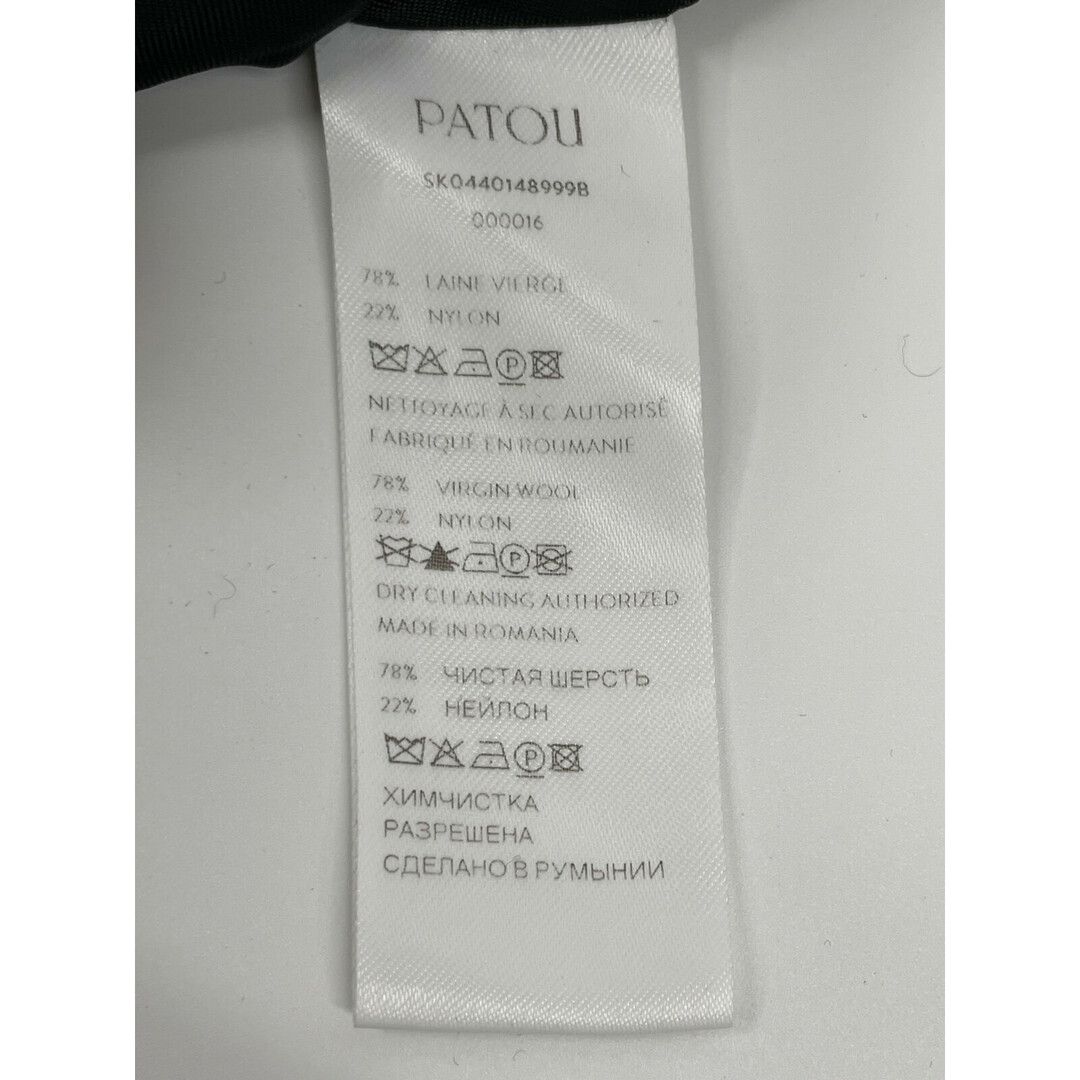 PATOU
SK0440148999B
000016
78% LAINE VIERGE
22% NYLON
P
NETTOYAGE À SEC AUTORISÉ
FABRIQUÉ EN ROUMANIE
78% VIRGIN WOOL
22% NYLON
P
DRY CLEANING AUTHORIZED
MADE IN ROMANIA
78% ЧИСТАЯ ШЕРСТЬ
22% НЕЙЛОН
P
ХИМЧИСТКА
РАЗРЕШЕНА
СДЕЛАНО В РУМЫНИИ